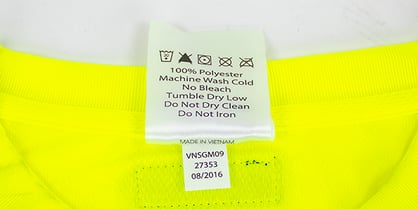 100% Polyester
Machine Wash Cold
No Bleach
Tumble Dry Low
Do Not Dry Clean
Do Not Iron
MADE IN VIETNAM
VNSGM09
27353
08/2016